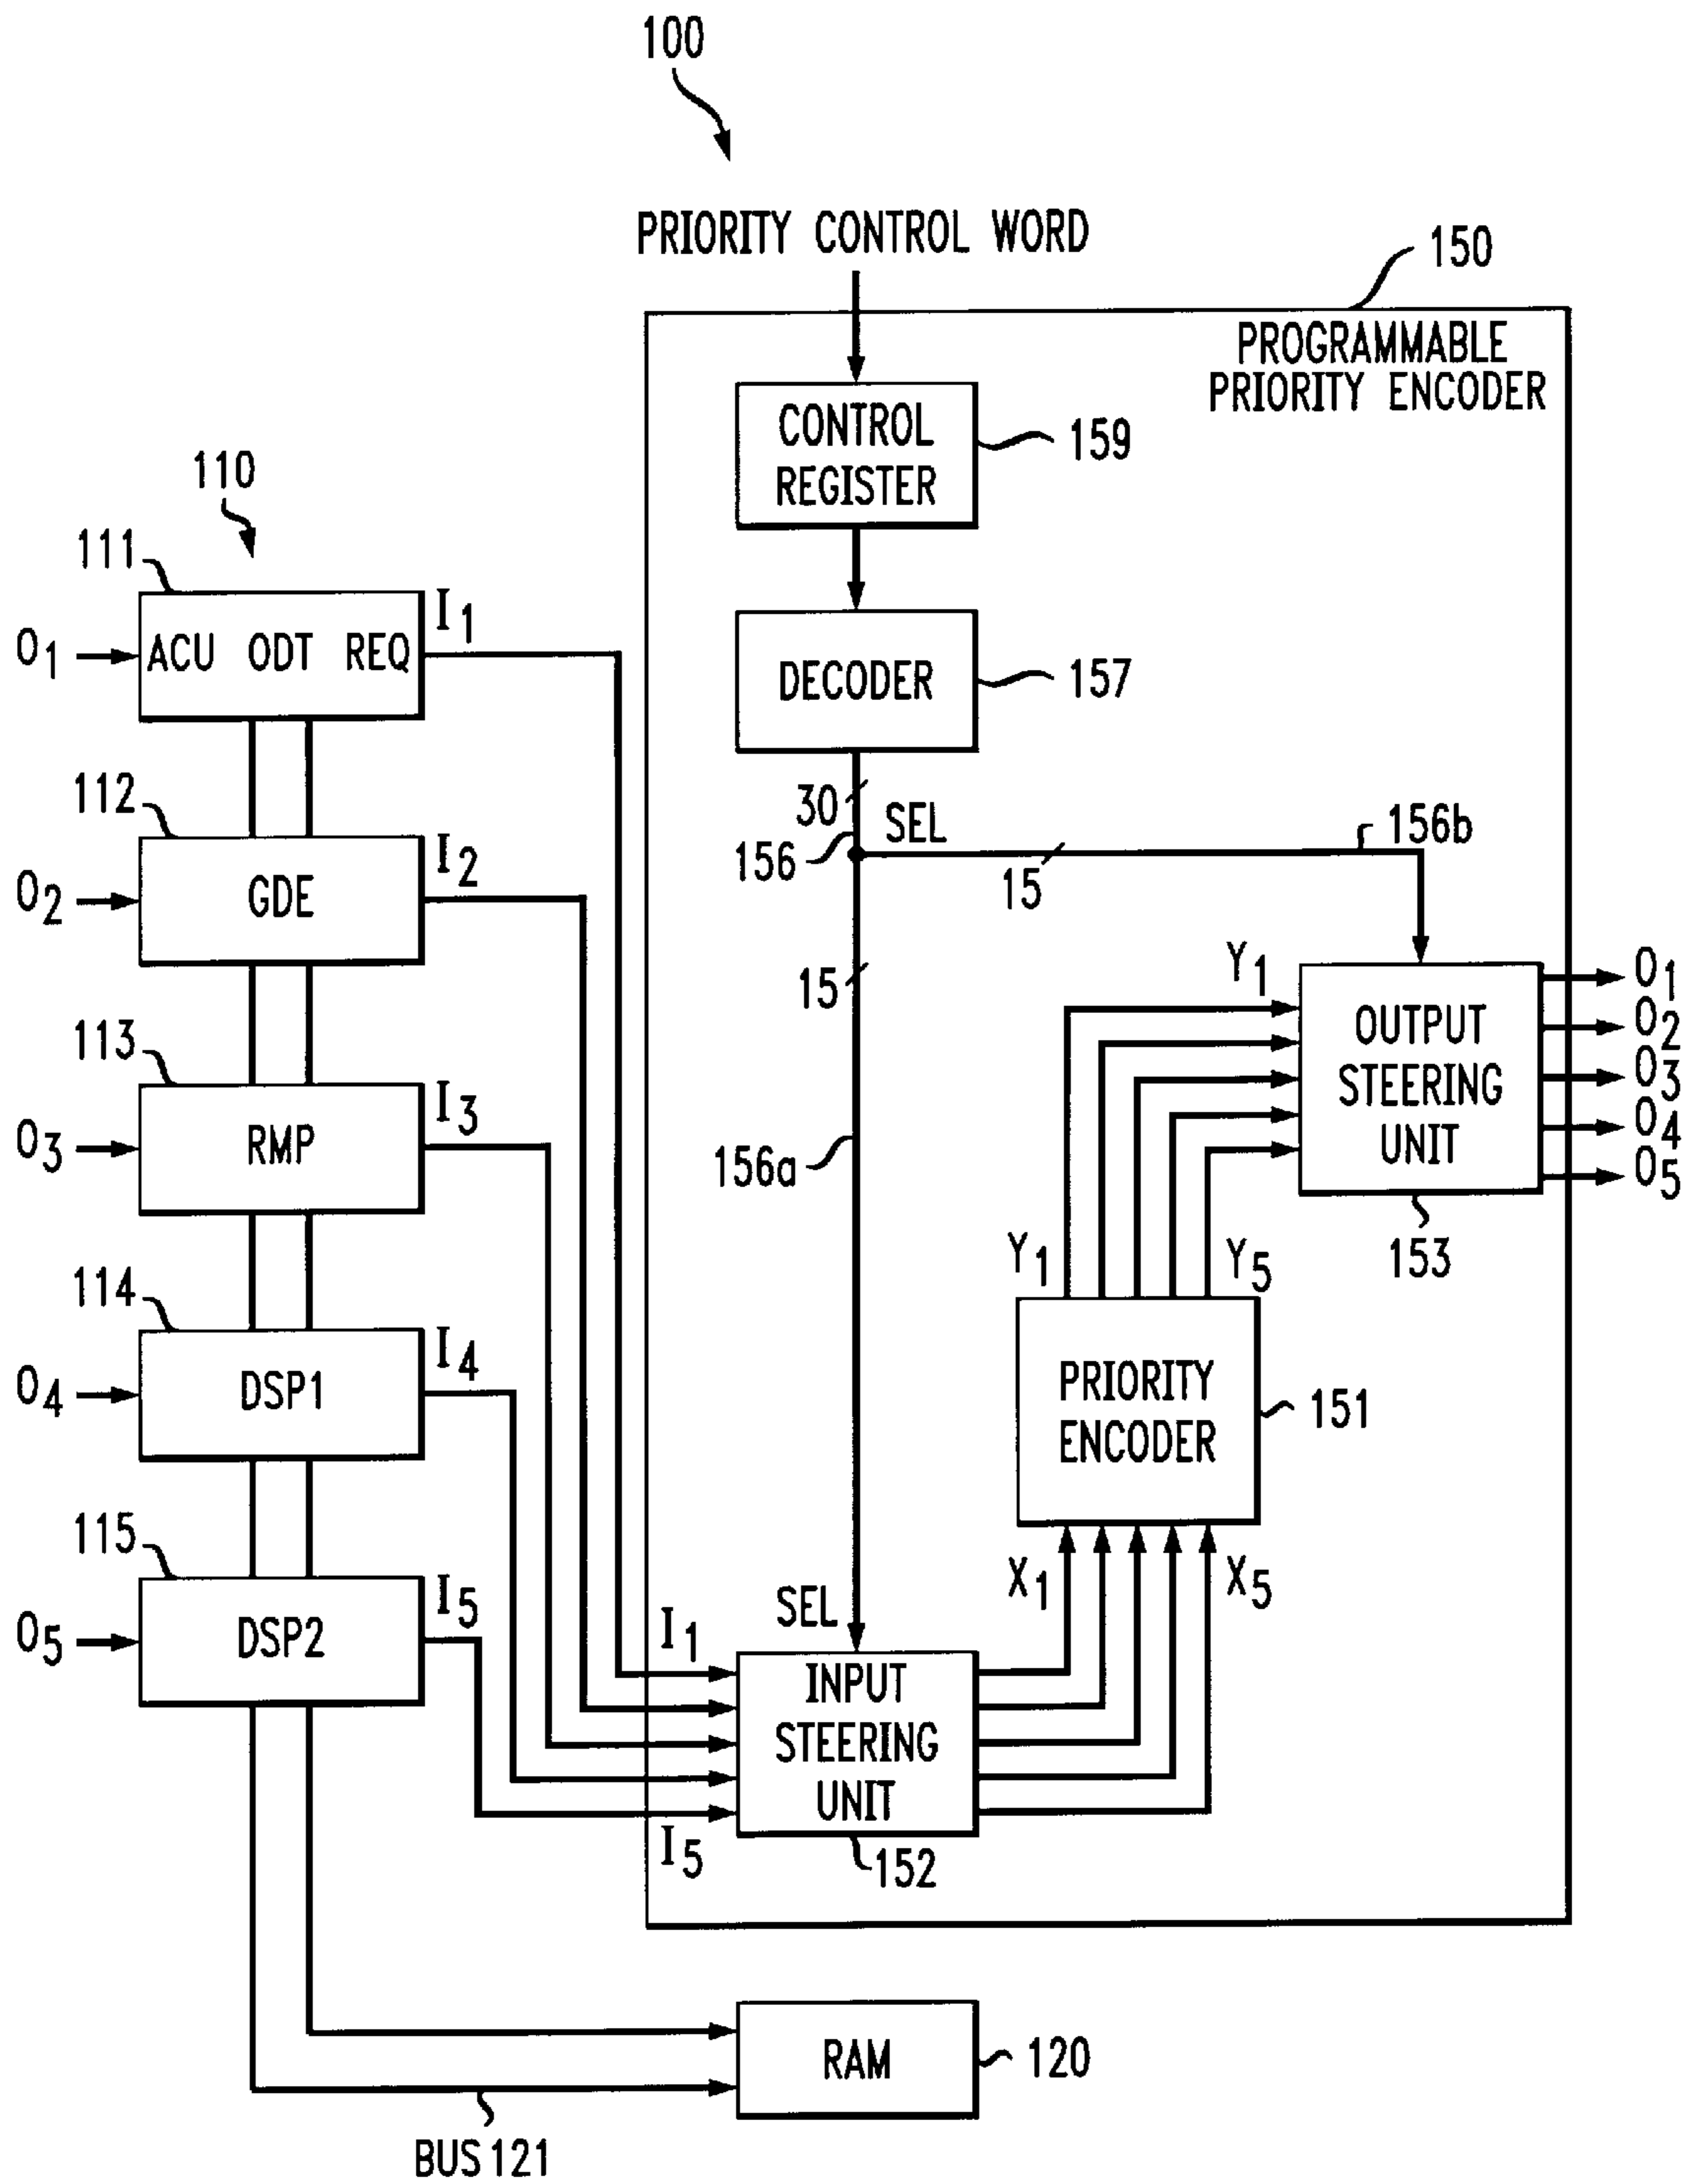 100
PRIORITY CONTROL WORD
150
PROGRAMMABLE
PRIORITY ENCODER
CONTROL
REGISTER
159
110
111
O1
ACU ODT REQ
I1
DECODER
157
112
O2
GDE
I2
30
SEL
156
156b
15
15
Y1
O1
O2
O3
O4
O5
OUTPUT
STEERING
UNIT
153
113
O3
RMP
I3
156a
Y1
Y5
114
O4
DSP1
I4
PRIORITY
ENCODER
151
115
O5
DSP2
I5
X1
X5
SEL
I1
INPUT
STEERING
UNIT
I5
152
RAM
120
BUS 121